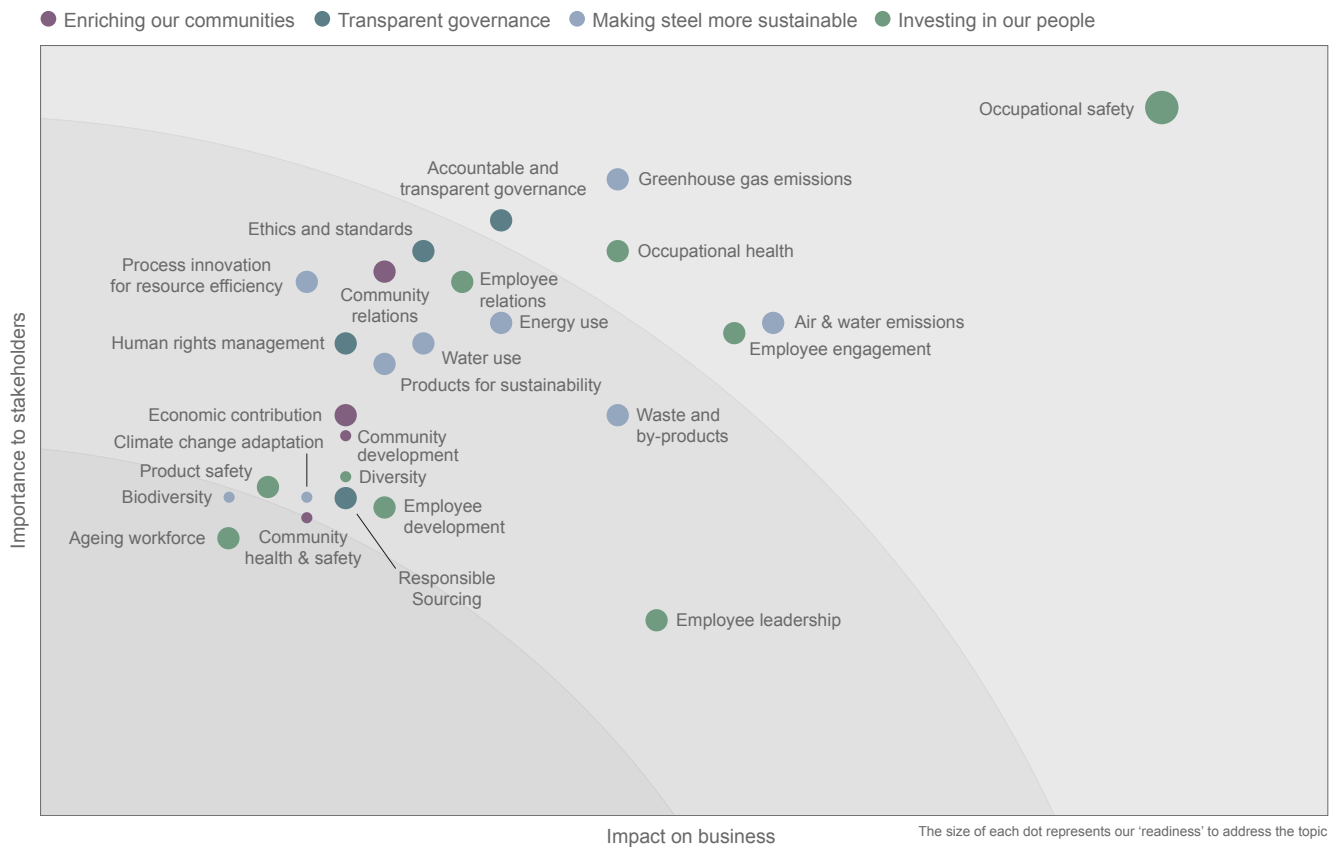 Enriching our communities
Transparent governance
Making steel more sustainable
Investing in our people
Occupational safety
Accountable and
transparent governance
Greenhouse gas emissions
Ethics and standards
Occupational health
Process innovation
for resource efficiency
Community
relations
Employee
relations
Energy use
Air & water emissions
Human rights management
Water use
Employee engagement
Products for sustainability
Economic contribution
Waste and
by-products
Climate change adaptation
Community
development
Product safety
Diversity
Biodiversity
Employee
development
Ageing workforce
Community
health & safety
Responsible
Sourcing
Employee leadership
Importance to stakeholders
Impact on business
The size of each dot represents our ‘readiness’ to address the topic